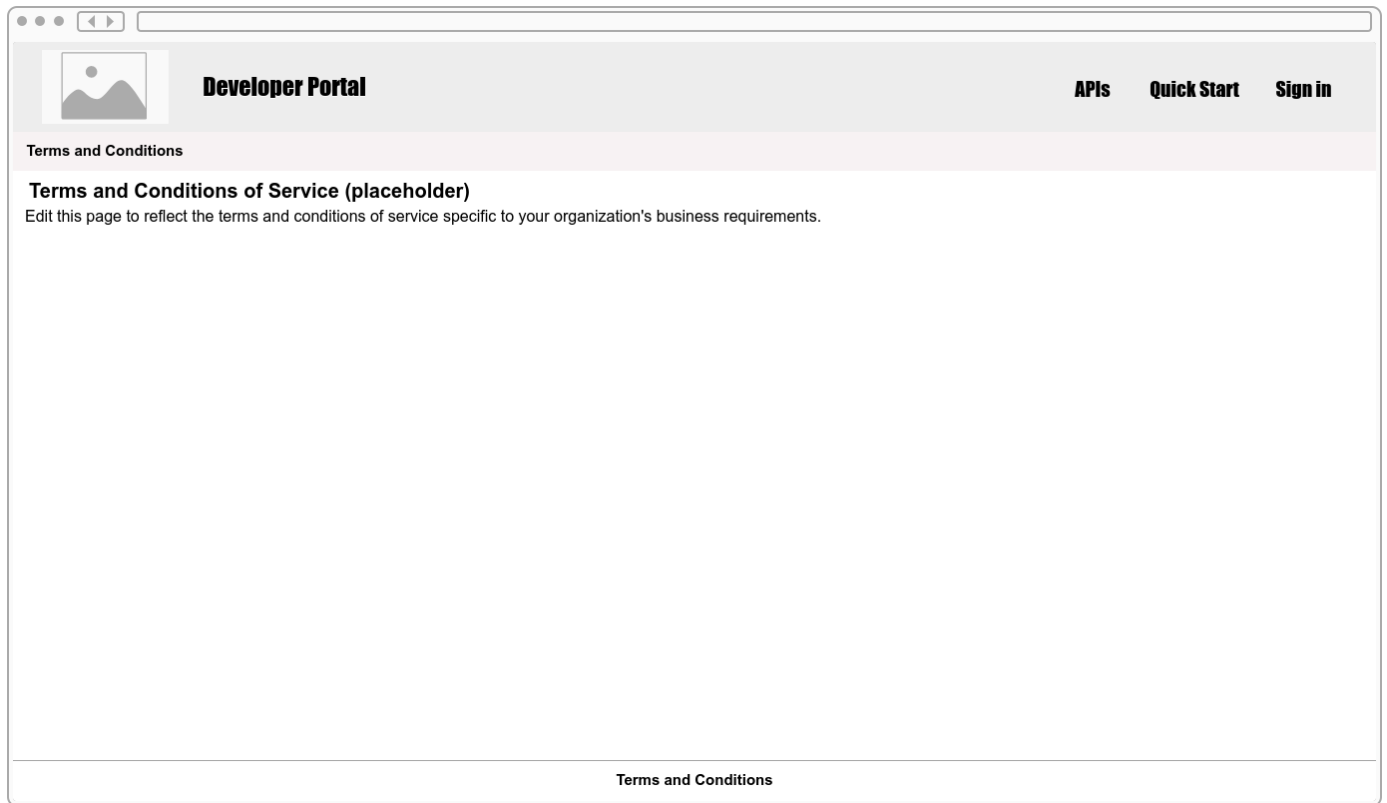 Developer Portal
APIs
Quick Start
Sign in
Terms and Conditions
Terms and Conditions of Service (placeholder)
Edit this page to reflect the terms and conditions of service specific to your organization's business requirements.
Terms and Conditions